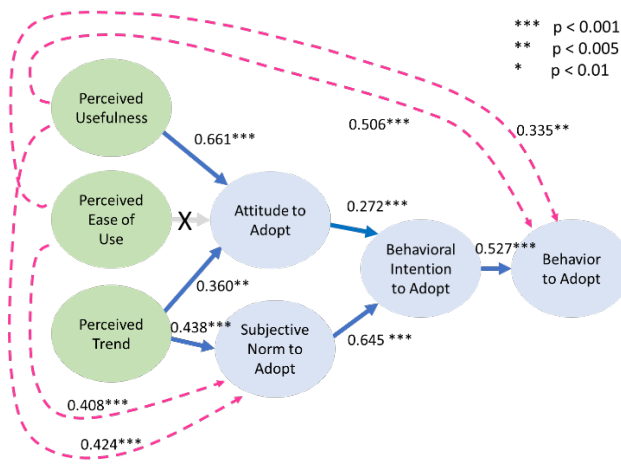 *** p < 0.001
** p < 0.005
* p < 0.01
Perceived
Usefulness
0.661***
0.506***
0.335**
Perceived
Ease of
Use
X
Attitude to
Adopt
0.272***
Behavioral
Intention
to Adopt
0.527***
Behavior
to Adopt
0.360**
Perceived
Trend
0.438***
Subjective
Norm to
Adopt
0.645 ***
0.408***
0.424***